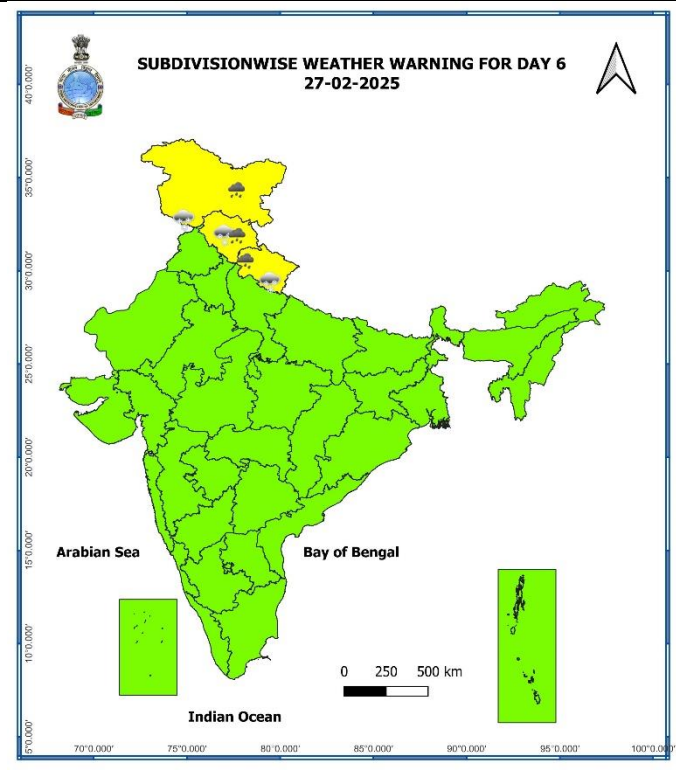 SUBDIVISIONWISE WEATHER WARNING FOR DAY 6
27-02-2025
40°0.000'
35°0.000'
30°0.000'
25°0.000'
20°0.000'
15°0.000'
10°0.000'
5°0.000'
Arabian Sea
Bay of Bengal
0 250 500 km
Indian Ocean
70°0.000' 75°0.000' 80°0.000' 85°0.000' 90°0.000' 95°0.000' 100°0.000'